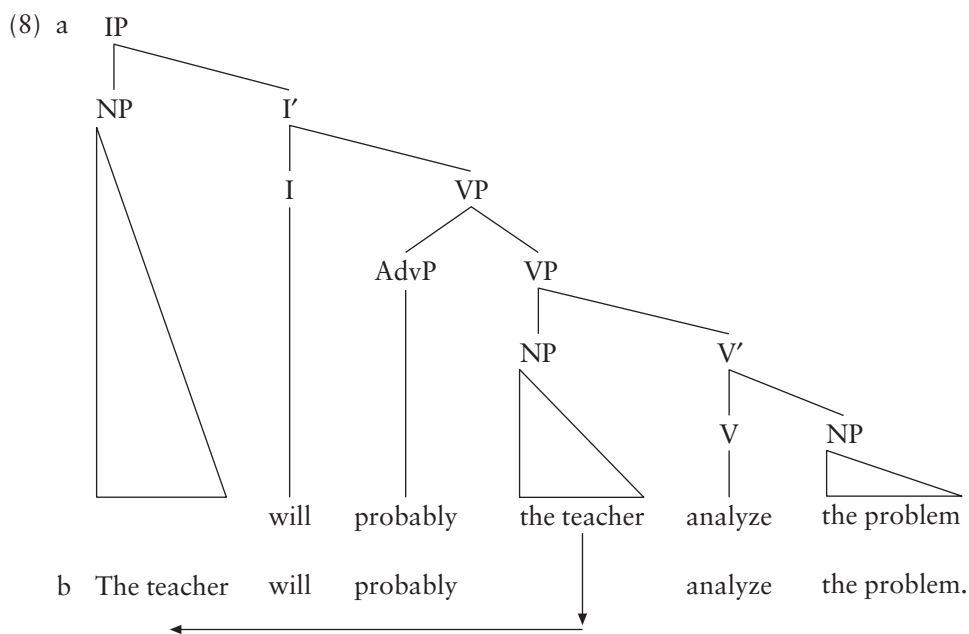 (8) a IP
NP I′
I VP
AdvP VP
NP V′
V NP
will probably the teacher analyze the problem
b The teacher will probably analyze the problem.